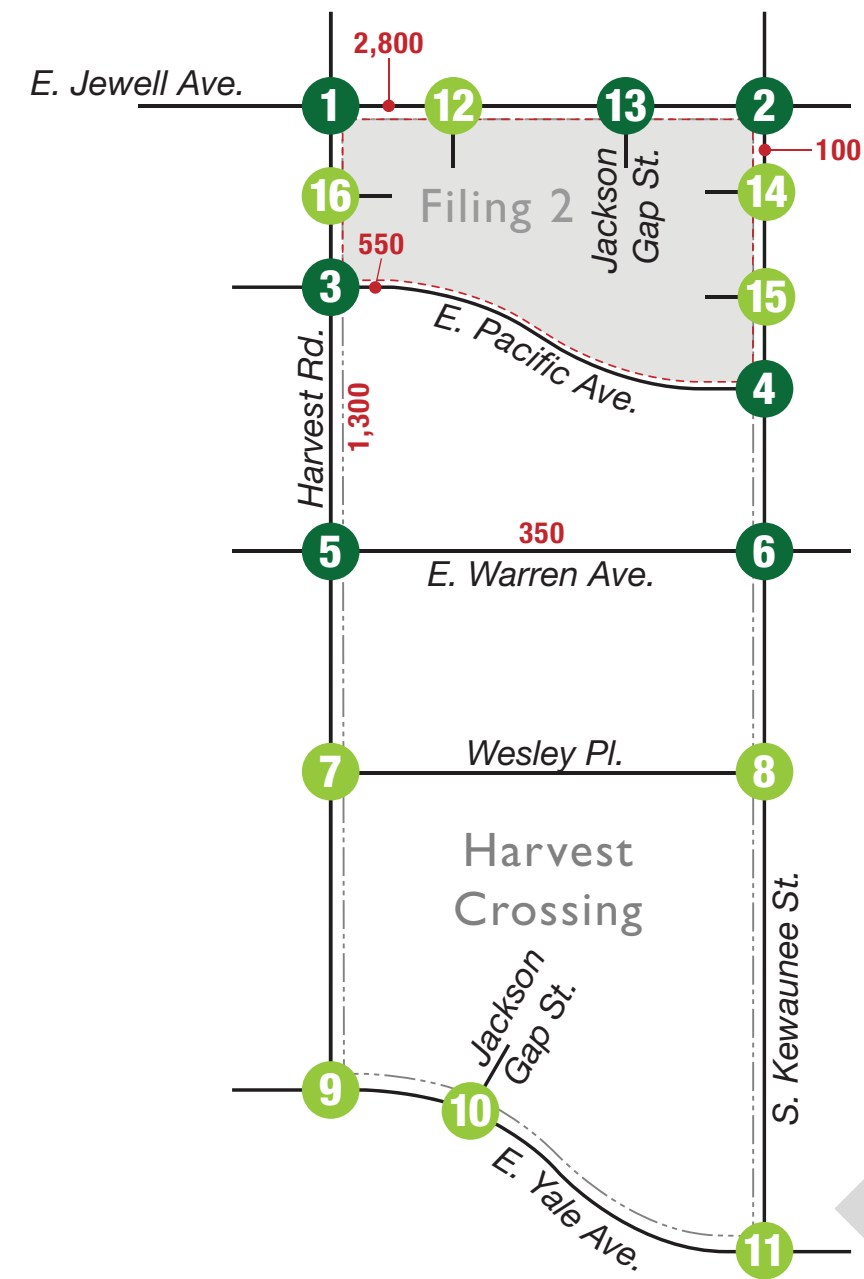 2,800
E. Jewell Ave.
1
12
13
2
100
Jackson
Gap St.
16
Filing 2
14
550
3
15
E. Pacific Ave.
4
Harvest Rd.
1,300
350
5
6
E. Warren Ave.
Wesley Pl.
7
8
Harvest
Crossing
S. Kewaunee St.
Jackson
Gap St.
9
10
E. Yale Ave.
11